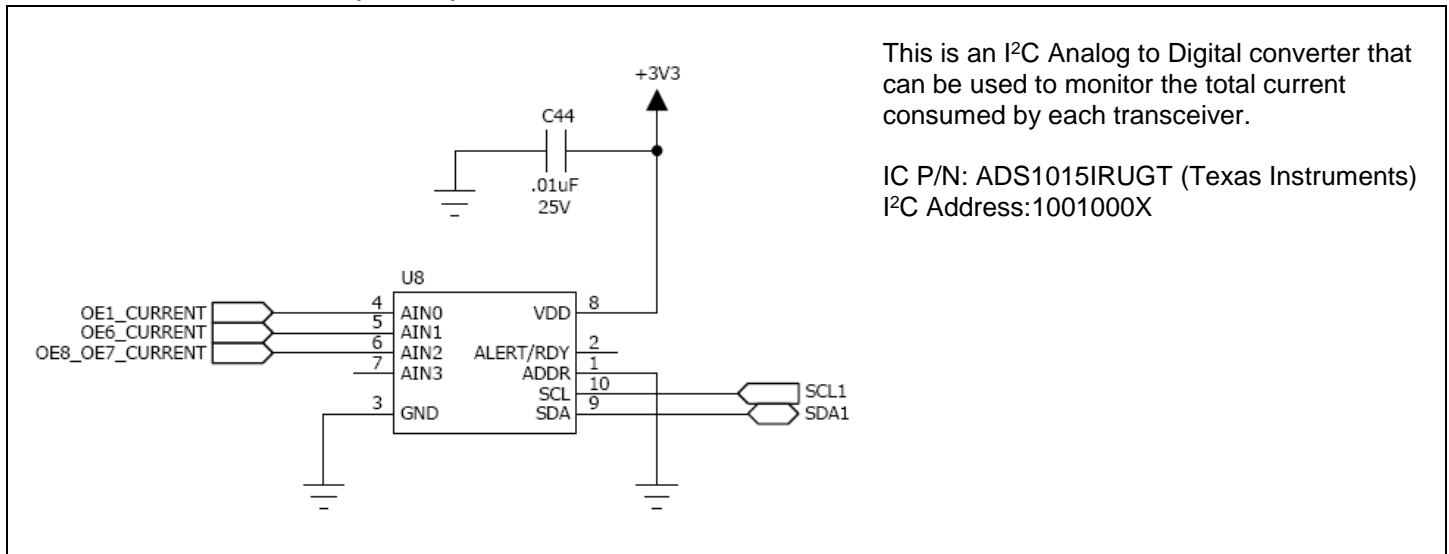 This is an I²C Analog to Digital converter that
can be used to monitor the total current
consumed by each transceiver.
IC P/N: ADS1015IRUGT (Texas Instruments)
I²C Address:1001000X
+3V3
C44
.01uF
25V
U8
OE1_CURRENT 4 AIN0 VDD 8
OE6_CURRENT 5 AIN1
OE8_OE7_CURRENT 6 AIN2 ALERT/RDY 2
7 AIN3 ADDR 1
SCL 10 SCL1
3 GND SDA 9 SDA1